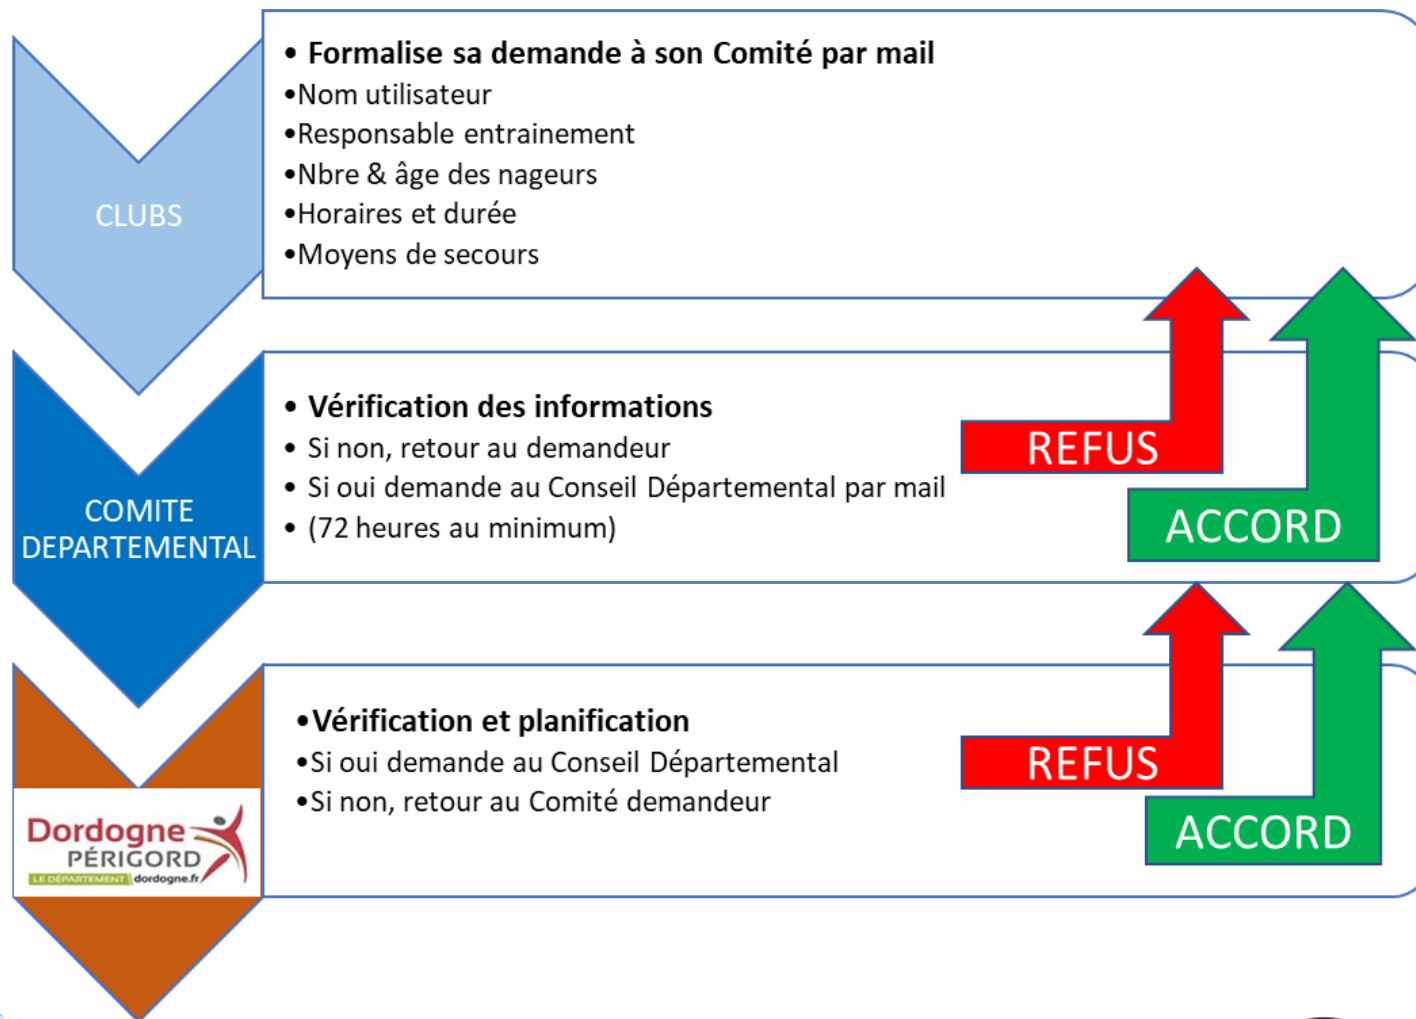 • Formalise sa demande à son Comité par mail
•Nom utilisateur
•Responsable entrainement
•Nbre & âge des nageurs
•Horaires et durée
•Moyens de secours
CLUBS
• Vérification des informations
• Si non, retour au demandeur
• Si oui demande au Conseil Départemental par mail
• (72 heures au minimum)
COMITE
DEPARTEMENTAL
REFUS
ACCORD
•Vérification et planification
•Si oui demande au Conseil Départemental
•Si non, retour au Comité demandeur
Dordogne
PÉRIGORD
LE DÉPARTEMENT dordogne.fr
REFUS
ACCORD